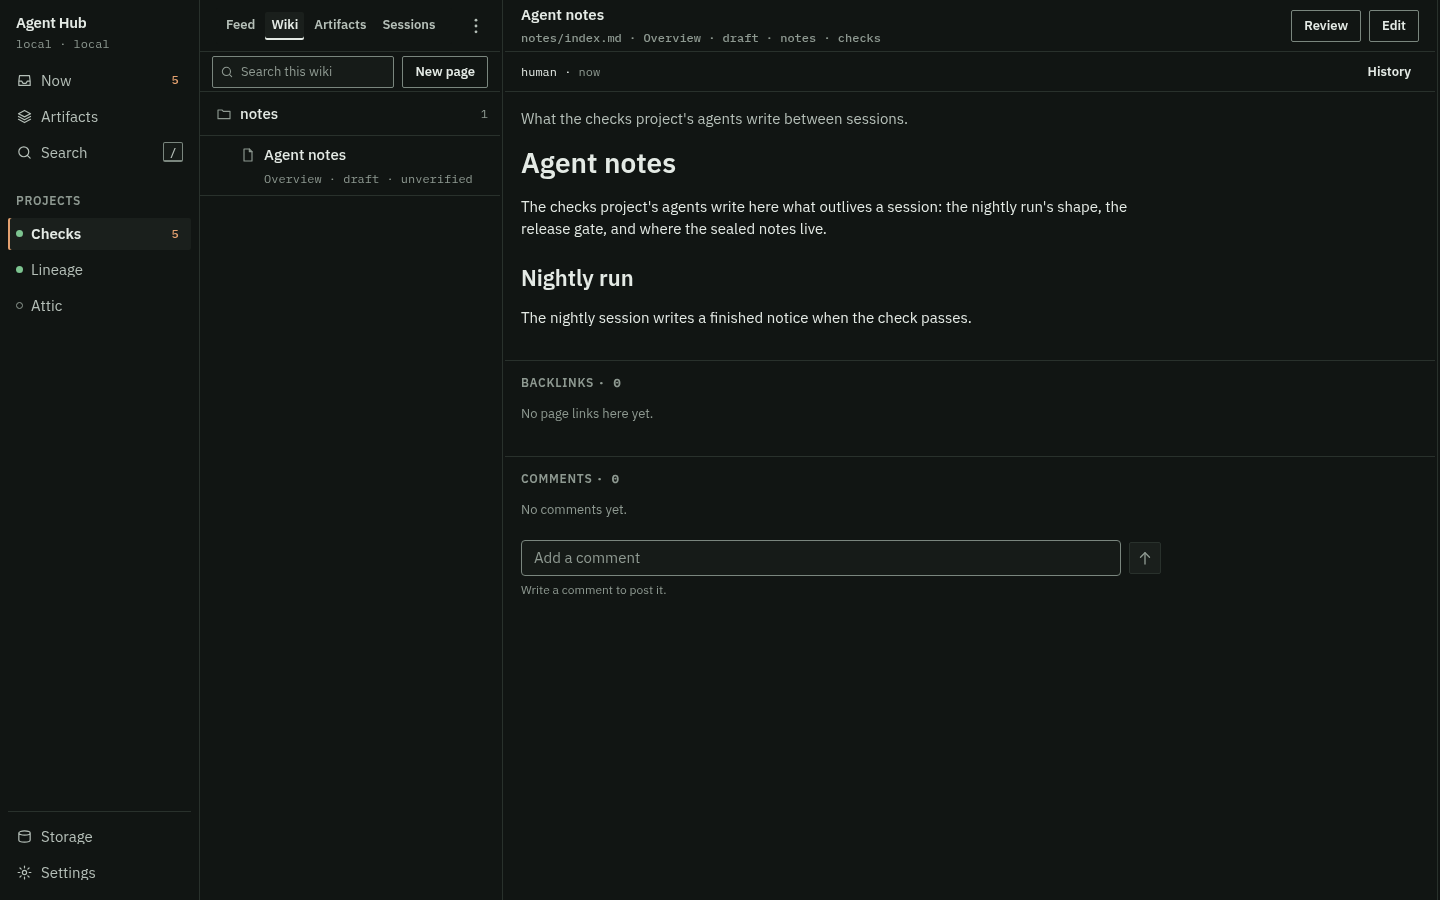 Agent Hub
local · local
Now 5
Artifacts
Search /
PROJECTS
Checks 5
Lineage
Attic
Storage
Settings
Feed Wiki Artifacts Sessions
Search this wiki New page
notes 1
Agent notes
Overview · draft · unverified
Agent notes
notes/index.md · Overview · draft · notes · checks
Review Edit
human · now History
What the checks project's agents write between sessions.
Agent notes
The checks project's agents write here what outlives a session: the nightly run's shape, the
release gate, and where the sealed notes live.
Nightly run
The nightly session writes a finished notice when the check passes.
BACKLINKS · 0
No page links here yet.
COMMENTS · 0
No comments yet.
Add a comment
Write a comment to post it.